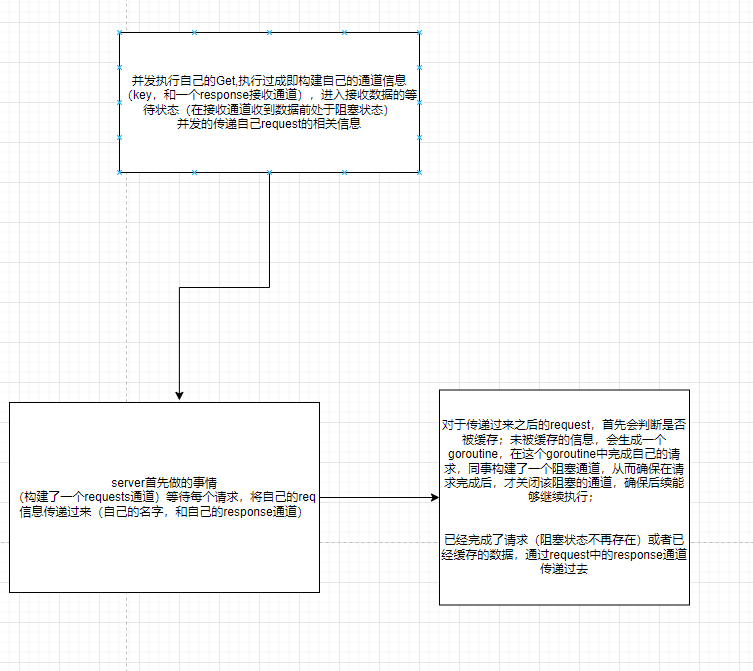 并发执行自己的Get,执行过成即构建自己的通道信息
（key，和一个response接收通道），进入接收数据的等
待状态（在接收通道收到数据前处于阻塞状态）
并发的传递自己request的相关信息
对于传递过来之后的request，首先会判断是否
被缓存；未被缓存的信息，会生成一个
goroutine，在这个goroutine中完成自己的请
求，同事构建了一个阻塞通道，从而确保在请
求完成后，才关闭该阻塞的通道，确保后续能
够继续执行；
已经完成了请求（阻塞状态不再存在）或者已
经缓存的数据，通过request中的response通道
传递过去
server首先做的事情
（构建了一个requests通道）等待每个请求，将自己的req
信息传递过来（自己的名字，和自己的response通道）